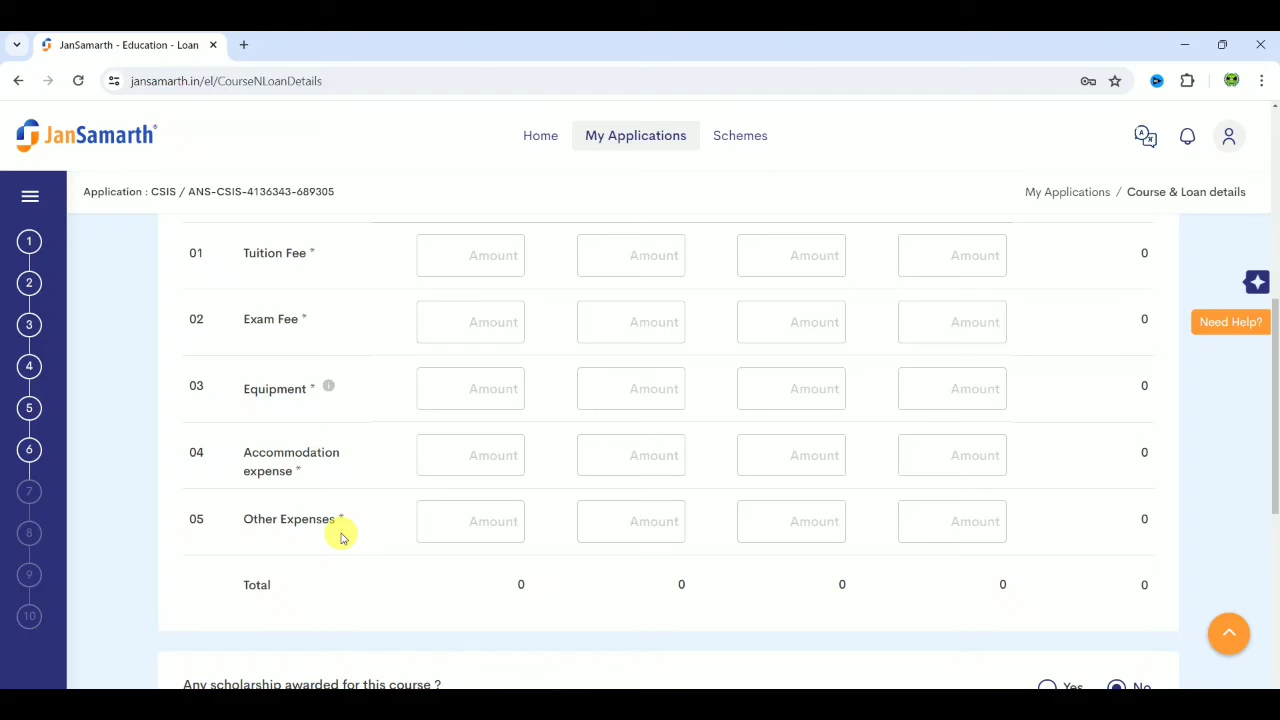 JanSamarth - Education - Loan
jansamarth.in/el/CourseNLoanDetails
JanSamarth
Home
My Applications
Schemes
Application : CSIS / ANS-CSIS-4136343-689305
My Applications / Course & Loan details
1
2
3
4
5
6
7
8
9
10
01 Tuition Fee * Amount Amount Amount Amount 0
02 Exam Fee * Amount Amount Amount Amount 0
03 Equipment * Amount Amount Amount Amount 0
04 Accommodation
expense * Amount Amount Amount Amount 0
05 Other Expenses * Amount Amount Amount Amount 0
Total 0 0 0 0 0
Need Help?
Any scholarship awarded for this course ? Yes No